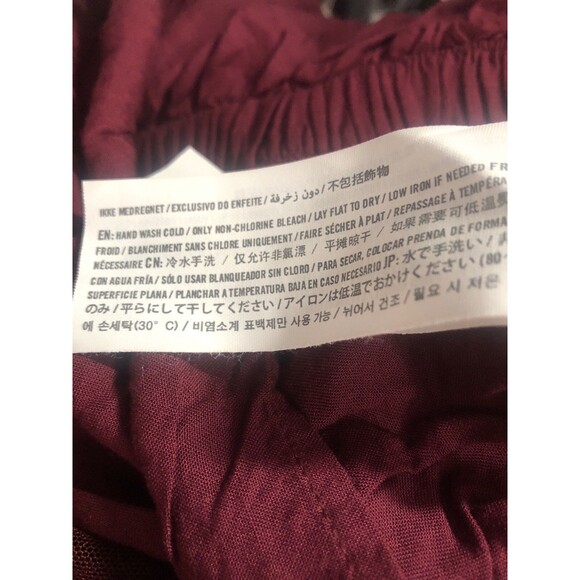 IKKE MEDREGNET / EXCLUSIVO DO ENFEITE / دون زخرفة / 不包括飾物
EN: HAND WASH COLD / ONLY NON-CHLORINE BLEACH / LAY FLAT TO DRY / LOW IRON IF NEEDED FR
FROID / BLANCHIMENT SANS CHLORE UNIQUEMENT / FAIRE SÉCHER À PLAT / REPASSAGE À TEMPÉRA
NÉCESSAIRE CN: 冷水手洗 / 仅允许非氯漂 / 平摊晾干 / 如果需要可低温
CON AGUA FRÍA / SÓLO USAR BLANQUEADOR SIN CLORO / PARA SECAR, COLOCAR PRENDA DE FORMA
SUPERFICIE PLANA / PLANCHAR A TEMPERATURA BAJA EN CASO NECESARIO JP: 水で手洗い /
のみ / 平らにして干してください / アイロンは低温でおかけください (80-
에 손세탁(30° C) / 비염소계 표백제만 사용 가능 / 뉘어서 건조 / 필요 시 저온